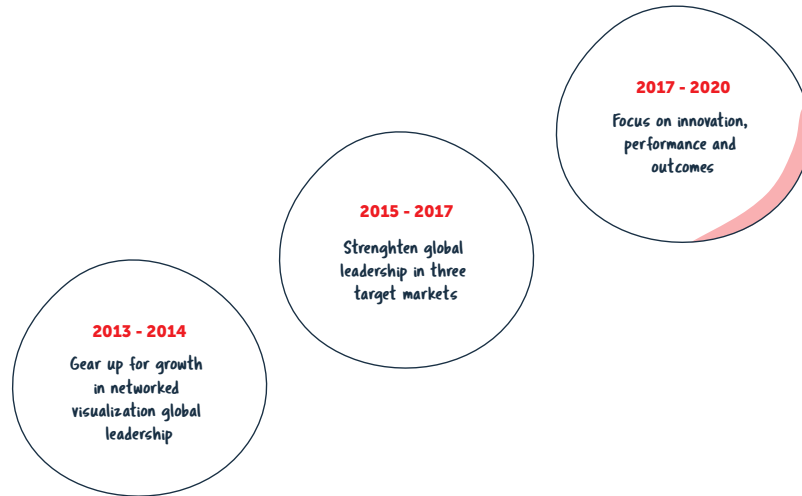 2017 - 2020
Focus on innovation,
performance and
outcomes
2015 - 2017
Strenghten global
leadership in three
target markets
2013 - 2014
Gear up for growth
in networked
visualization global
leadership